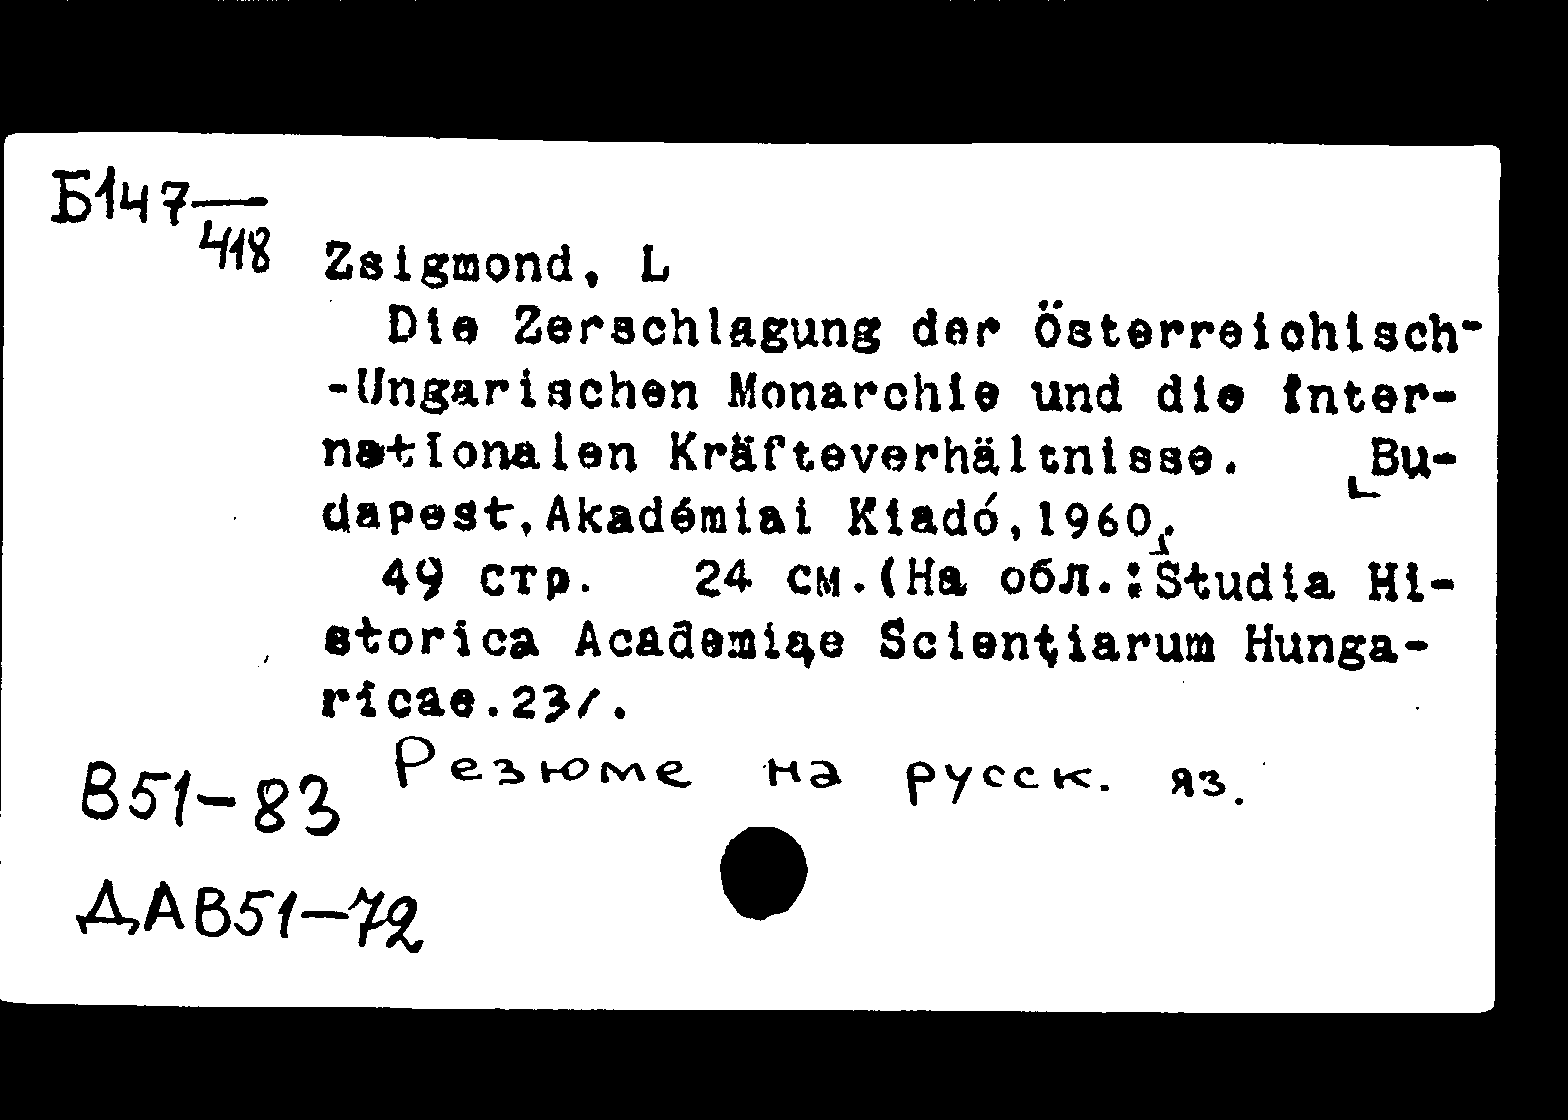 Б147—
418
Zsigmond, L
Die Zerschlagung der Österreichisch-
-Ungarischen Monarchie und die inter-
nationalen Kräfteverhältnisse. Bu-
dapest,Akadémiai Kiadó,1960.
49 стр. 24 см.(На обл.:Studia Hi-
storica Academiae Scientiarum Hunga-
ricae.23/.
Резюме на русск. яз.
В51-83
ДАВ51-72